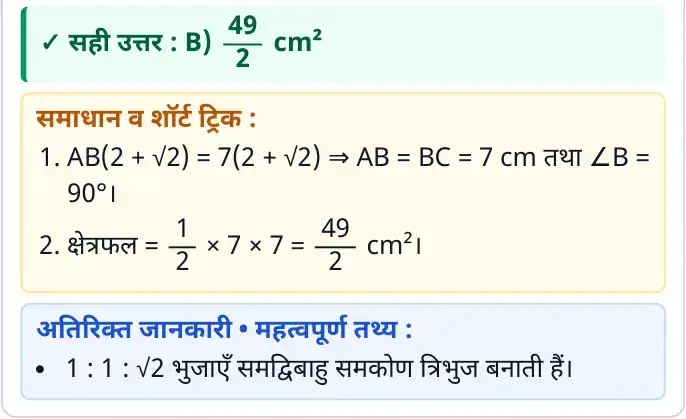 ✓ सही उत्तर : B) 49/2 cm²
समाधान व शॉर्ट ट्रिक :
1. AB(2 + √2) = 7(2 + √2) ⇒ AB = BC = 7 cm तथा ∠B =
90°।
2. क्षेत्रफल = 1/2 × 7 × 7 = 49/2 cm²।
अतिरिक्त जानकारी • महत्वपूर्ण तथ्य :
• 1 : 1 : √2 भुजाएँ समद्विबाहु समकोण त्रिभुज बनाती हैं।